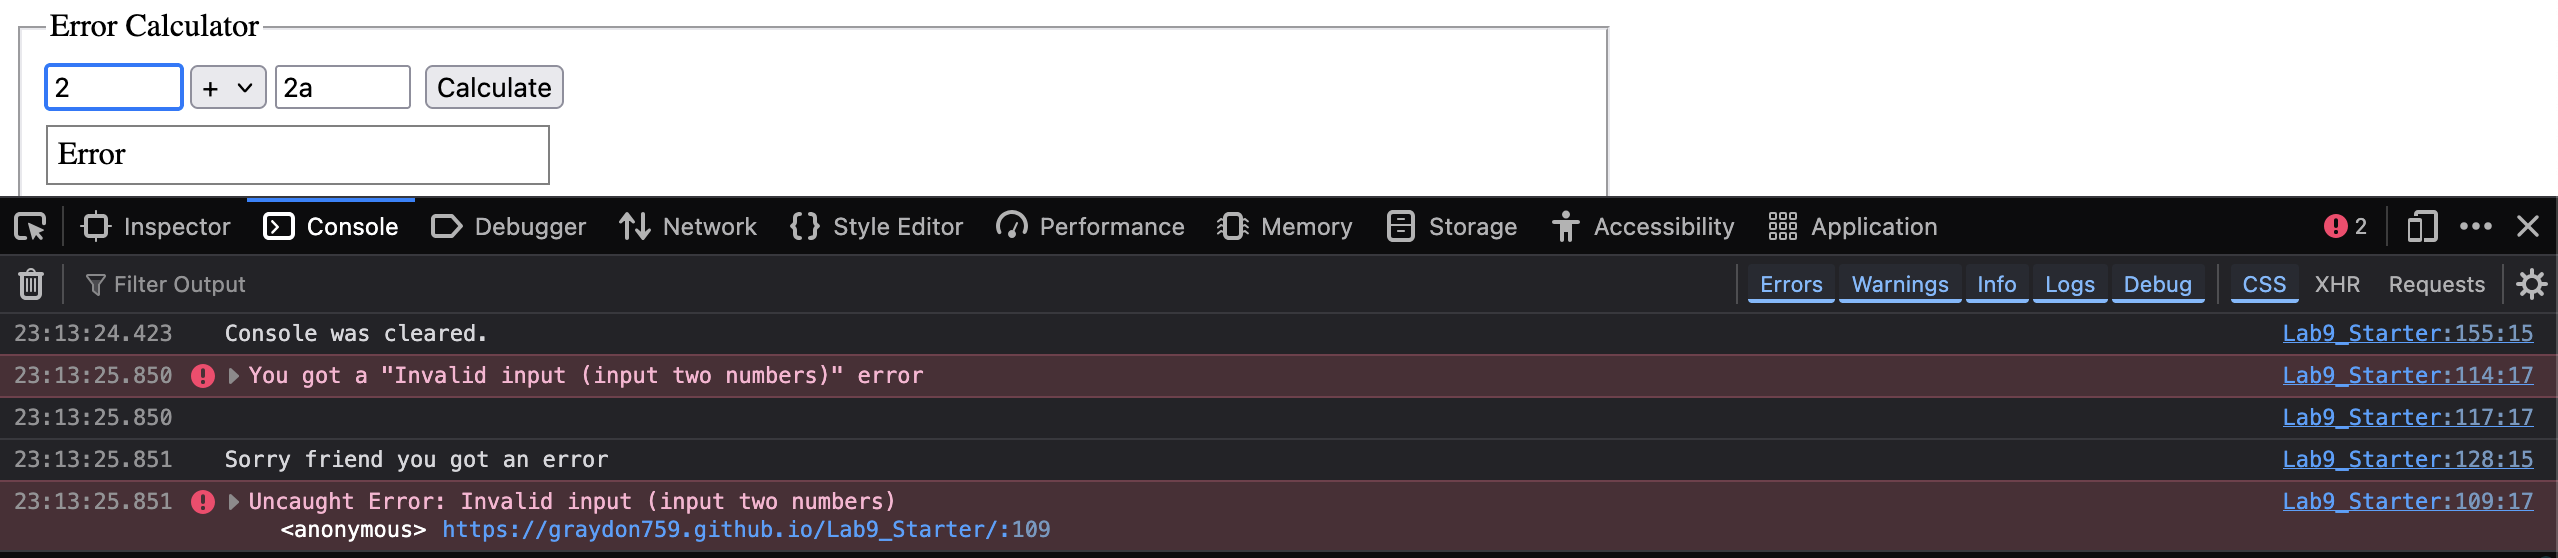 Error Calculator
2 + 2a Calculate
Error
Inspector Console Debugger Network Style Editor Performance Memory Storage Accessibility Application 2
Filter Output Errors Warnings Info Logs Debug CSS XHR Requests
23:13:24.423 Console was cleared. Lab9_Starter:155:15
23:13:25.850 You got a "Invalid input (input two numbers)" error Lab9_Starter:114:17
23:13:25.850 Lab9_Starter:117:17
23:13:25.851 Sorry friend you got an error Lab9_Starter:128:15
23:13:25.851 Uncaught Error: Invalid input (input two numbers) Lab9_Starter:109:17
<anonymous> https://graydon759.github.io/Lab9_Starter/:109